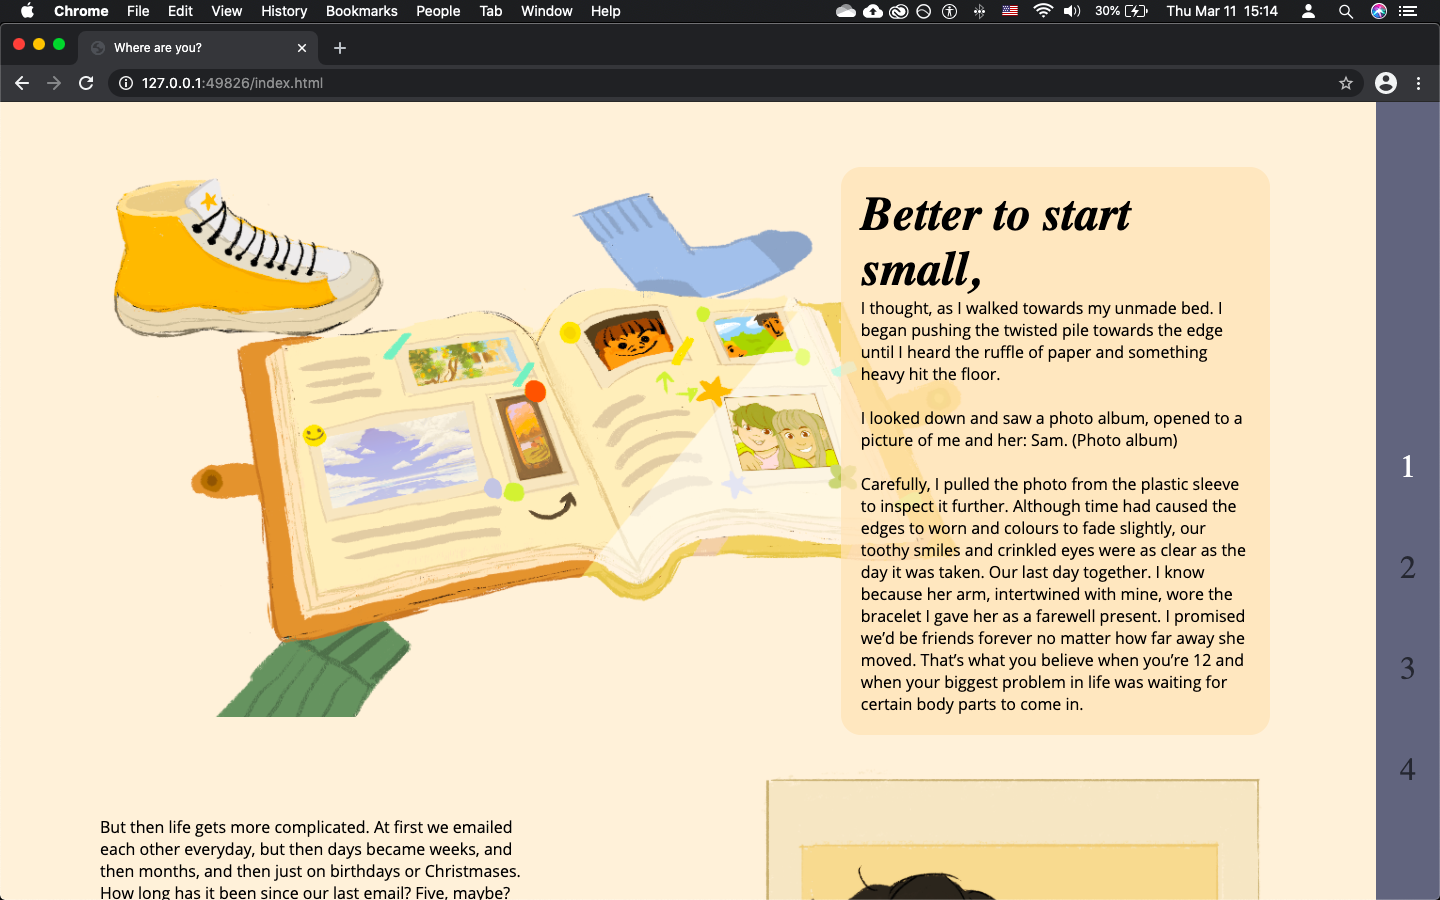 Chrome File Edit View History Bookmarks People Tab Window Help 30% Thu Mar 11 15:14
Where are you?
127.0.0.1:49826/index.html
Better to start
small,
I thought, as I walked towards my unmade bed. I
began pushing the twisted pile towards the edge
until I heard the ruffle of paper and something
heavy hit the floor.
I looked down and saw a photo album, opened to a
picture of me and her: Sam. (Photo album)
Carefully, I pulled the photo from the plastic sleeve
to inspect it further. Although time had caused the
edges to worn and colours to fade slightly, our
toothy smiles and crinkled eyes were as clear as the
day it was taken. Our last day together. I know
because her arm, intertwined with mine, wore the
bracelet I gave her as a farewell present. I promised
we’d be friends forever no matter how far away she
moved. That’s what you believe when you’re 12 and
when your biggest problem in life was waiting for
certain body parts to come in.
1
2
3
4
But then life gets more complicated. At first we emailed
each other everyday, but then days became weeks, and
then months, and then just on birthdays or Christmases.
How long has it been since our last email? Five, maybe?